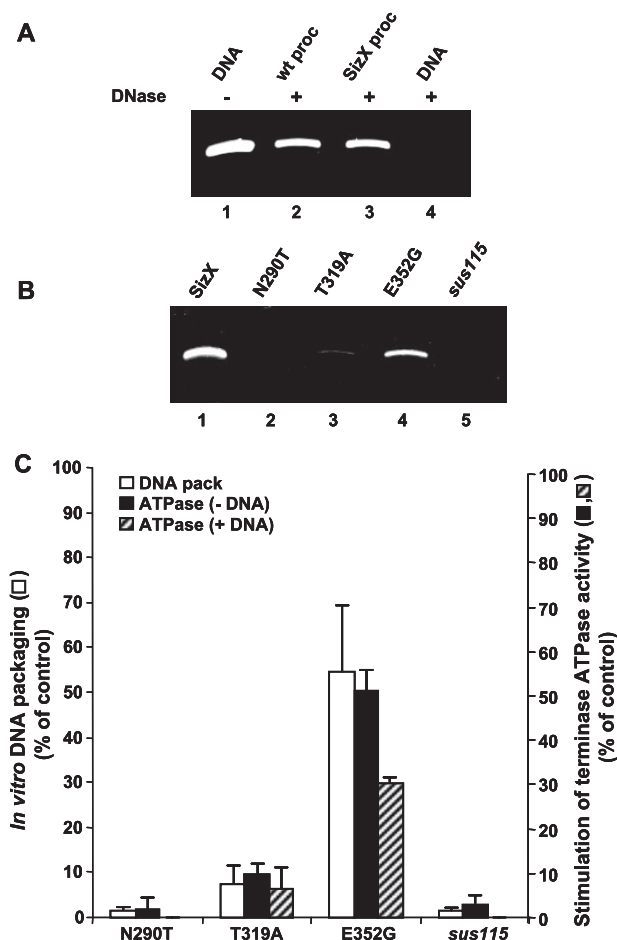 A
DNA wt proc SizX proc DNA
DNase - + + +
1 2 3 4
B
SizX N290T T319A E352G sus115
1 2 3 4 5
C
In vitro DNA packaging (□)
(% of control)
100
90
80
70
60
50
40
30
20
10
0
DNA pack
ATPase (- DNA)
ATPase (+ DNA)
100
90
80
70
60
50
40
30
20
10
0
Stimulation of terminase ATPase activity (■,▨)
(% of control)
N290T T319A E352G sus115